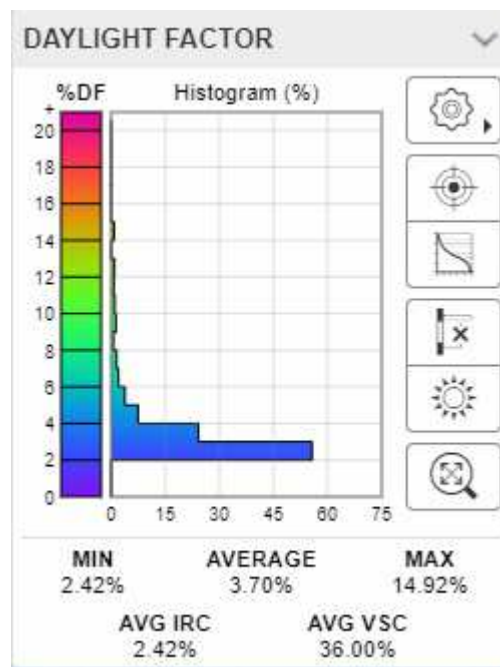 DAYLIGHT FACTOR
%DF Histogram (%)
+
20
18
16
14
12
10
8
6
4
2
0
0 15 30 45 60 75
MIN AVERAGE MAX
2.42% 3.70% 14.92%
AVG IRC AVG VSC
2.42% 36.00%